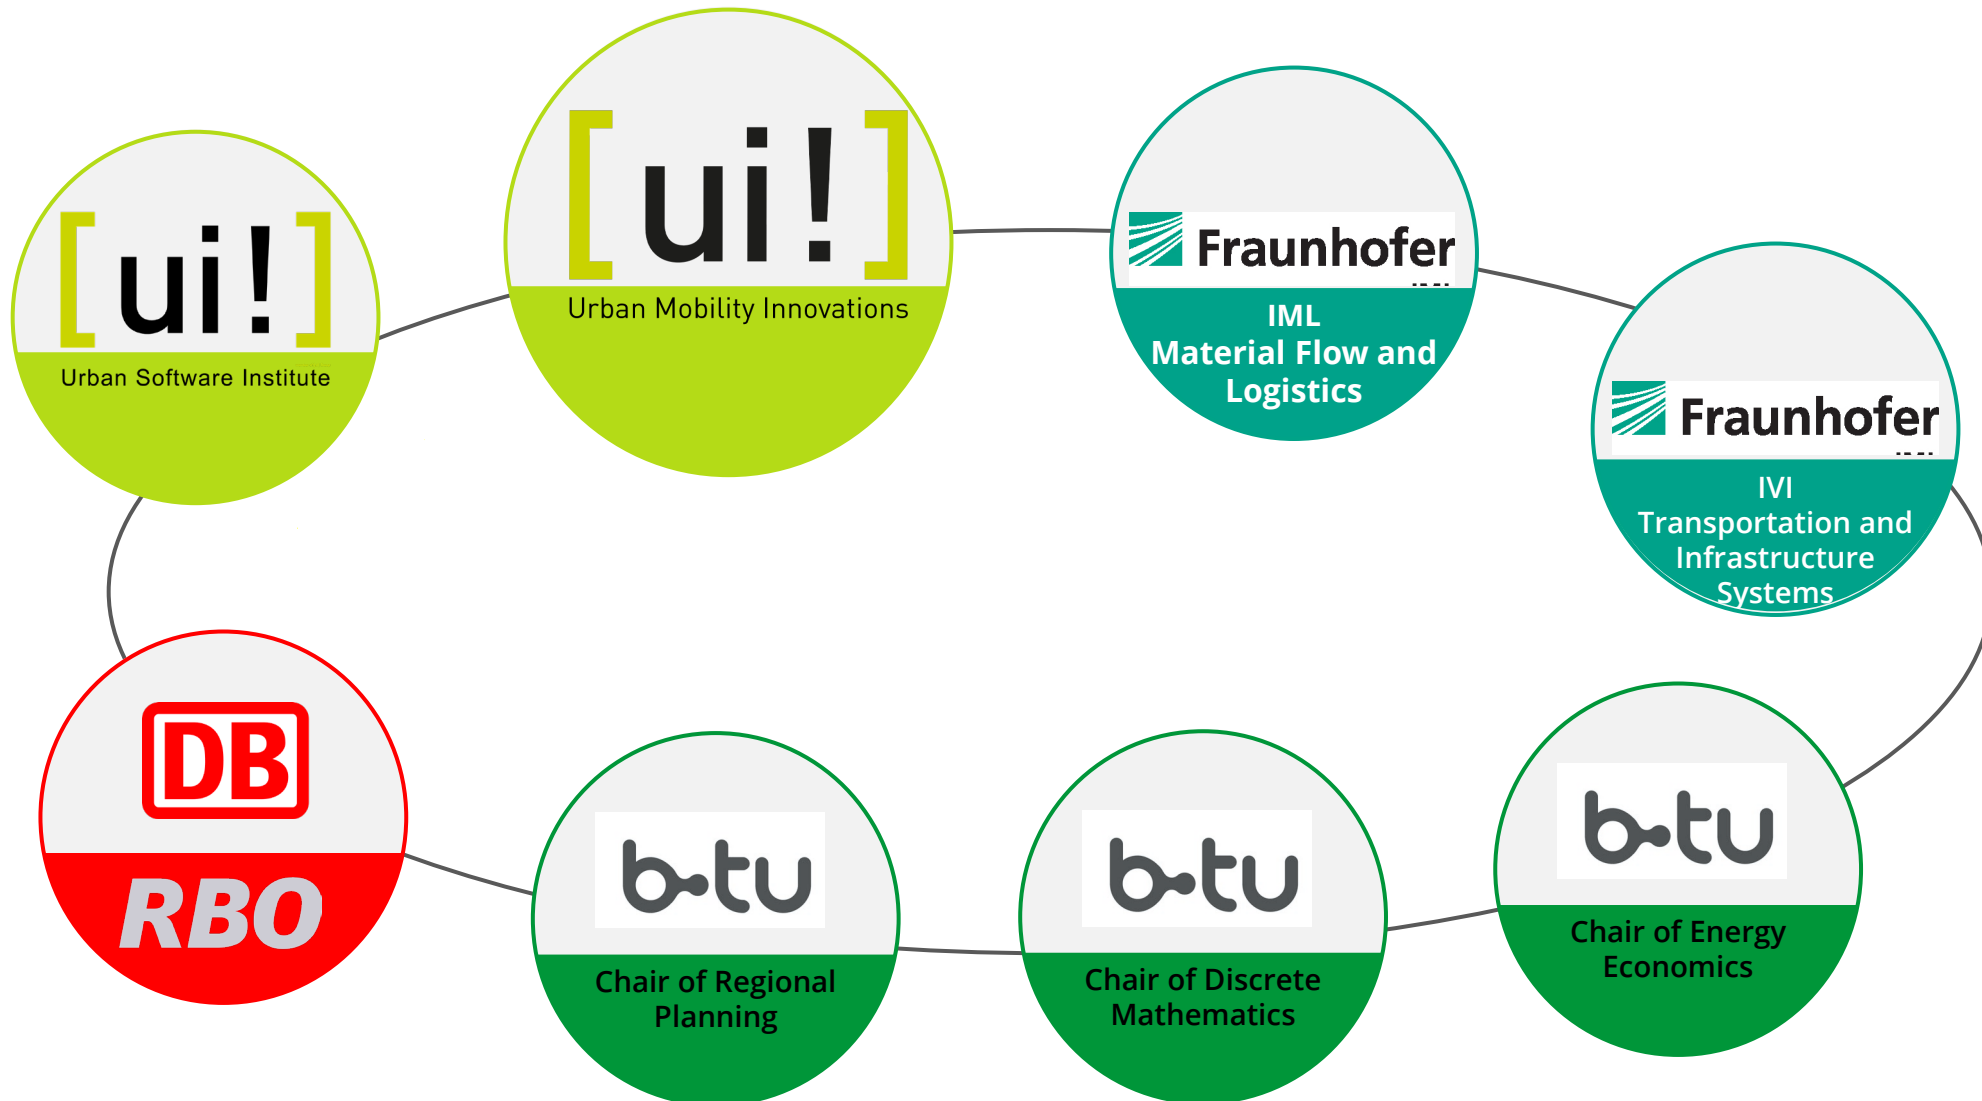 [ui!]
Urban Software Institute
[ui!]
Urban Mobility Innovations
Fraunhofer
IML
Material Flow and
Logistics
Fraunhofer
IVI
Transportation and
Infrastructure
Systems
DB
RBO
b-tu
Chair of Regional
Planning
b-tu
Chair of Discrete
Mathematics
b-tu
Chair of Energy
Economics